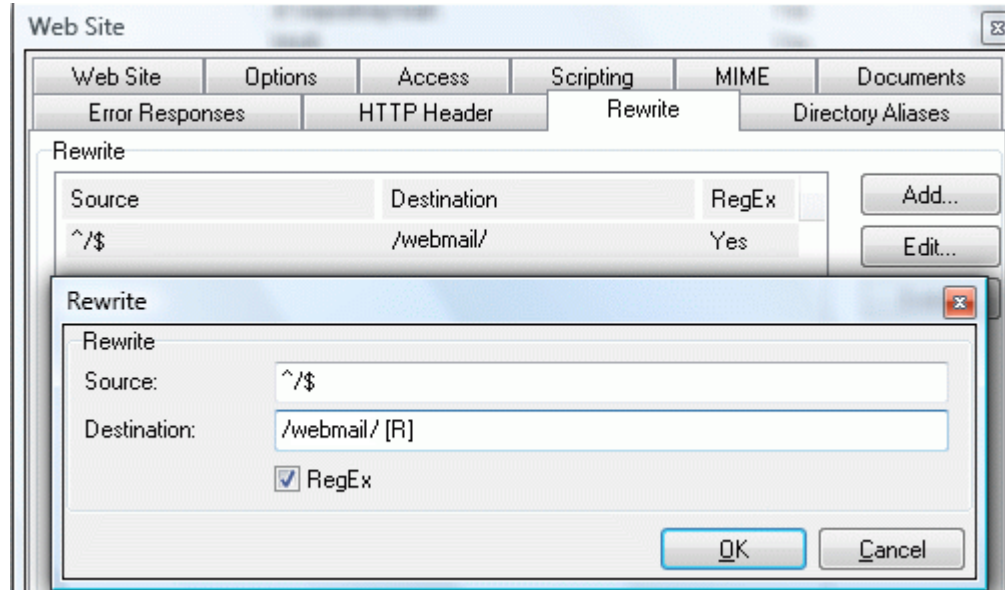 Web Site
Web Site Options Access Scripting MIME Documents
Error Responses HTTP Header Rewrite Directory Aliases
Rewrite
Source Destination RegEx Add...
^/$ /webmail/ Yes Edit...
Rewrite
Rewrite
Source: ^/$
Destination: /webmail/ [R]
RegEx
OK Cancel